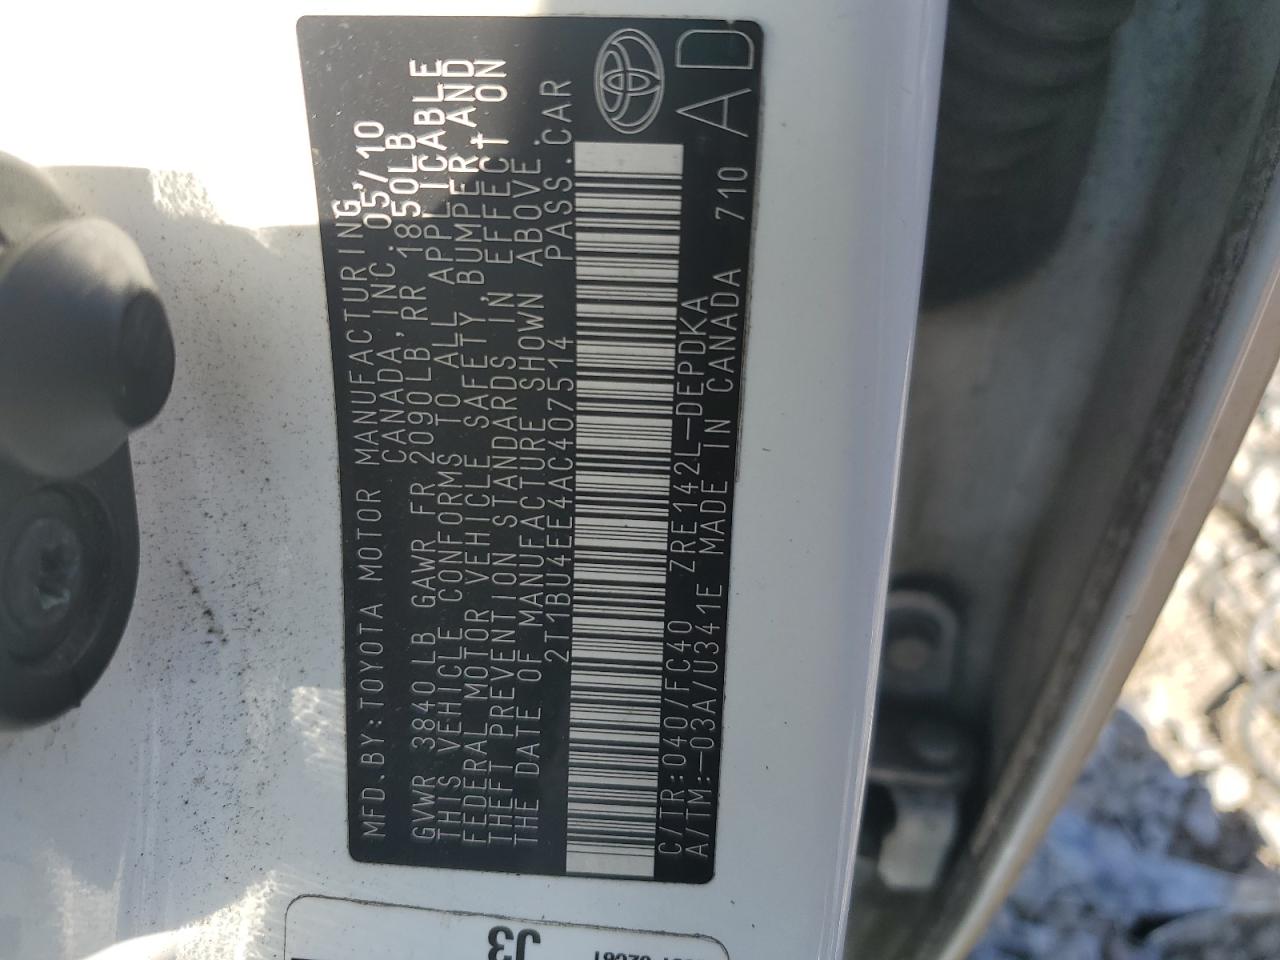 MFD.BY:TOYOTA MOTOR MANUFACTURING
CANADA, INC. 05/10
GVWR 3840LB GAWR FR 2090LB, RR 1850LB
THIS VEHICLE CONFORMS TO ALL APPLICABLE
FEDERAL MOTOR VEHICLE SAFETY, BUMPER, AND
THEFT PREVENTION STANDARDS IN EFFECT ON
THE DATE OF MANUFACTURE SHOWN ABOVE.
2T1BU4EE4AC407514 PASS.CAR
C/TR:040/FC40 ZRE142L-DEPDKA
A/TM:-03A/U341E MADE IN CANADA 710
AD
J3